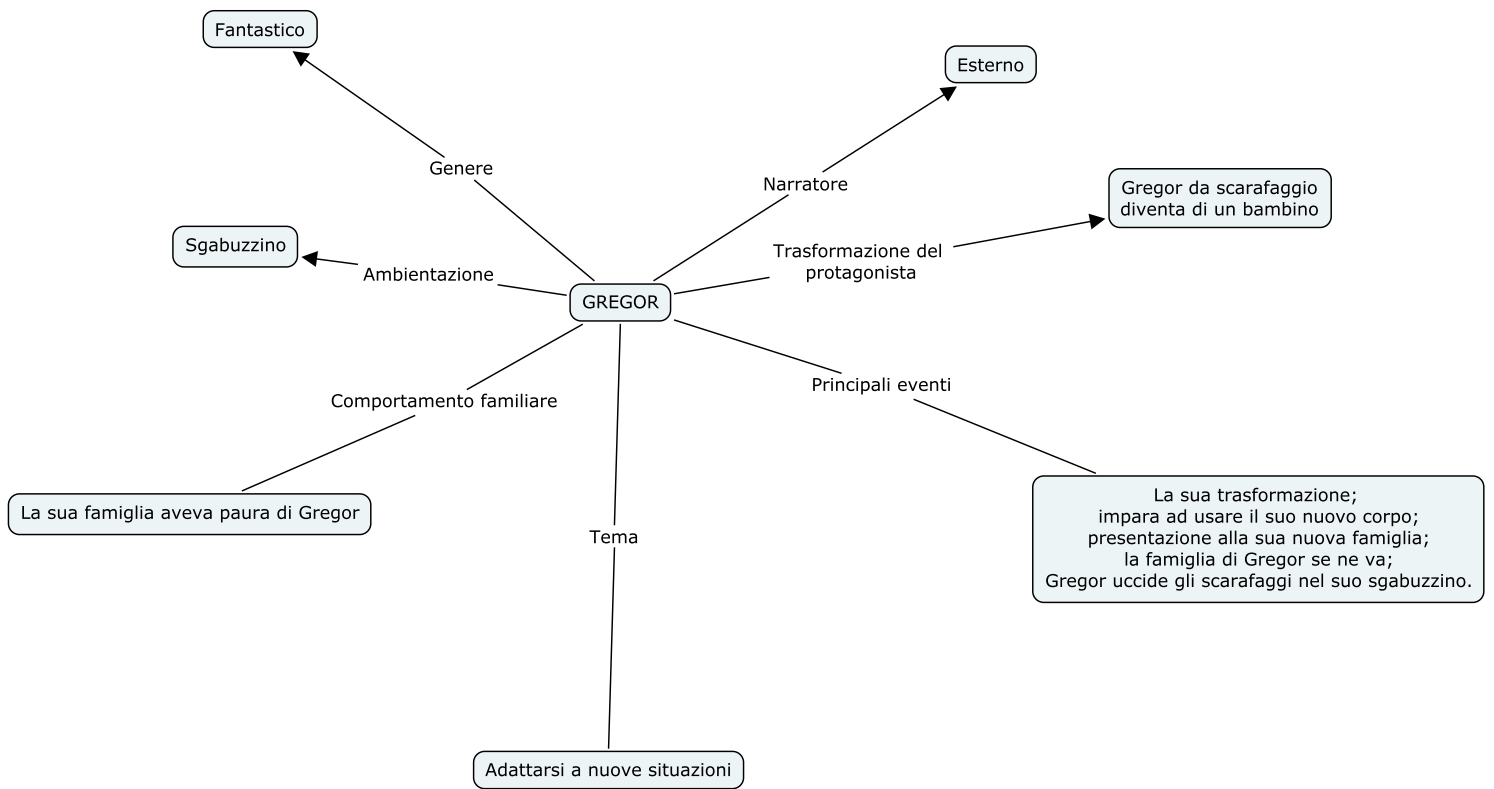 Fantastico
Esterno
Genere
Narratore
Gregor da scarafaggio
diventa di un bambino
Sgabuzzino
Ambientazione
Trasformazione del
protagonista
GREGOR
Comportamento familiare
Principali eventi
La sua famiglia aveva paura di Gregor
Tema
La sua trasformazione;
impara ad usare il suo nuovo corpo;
presentazione alla sua nuova famiglia;
la famiglia di Gregor se ne va;
Gregor uccide gli scarafaggi nel suo sgabuzzino.
Adattarsi a nuove situazioni